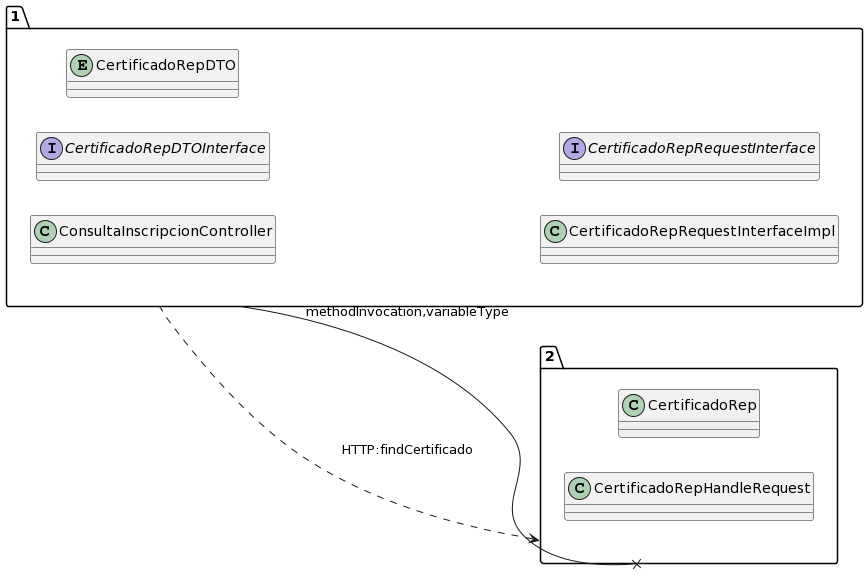 1
E CertificadoRepDTO
I CertificadoRepDTOInterface
I CertificadoRepRequestInterface
C ConsultaInscripcionController
C CertificadoRepRequestInterfaceImpl
methodInvocation,variableType
2
C CertificadoRep
HTTP:findCertificado
C CertificadoRepHandleRequest